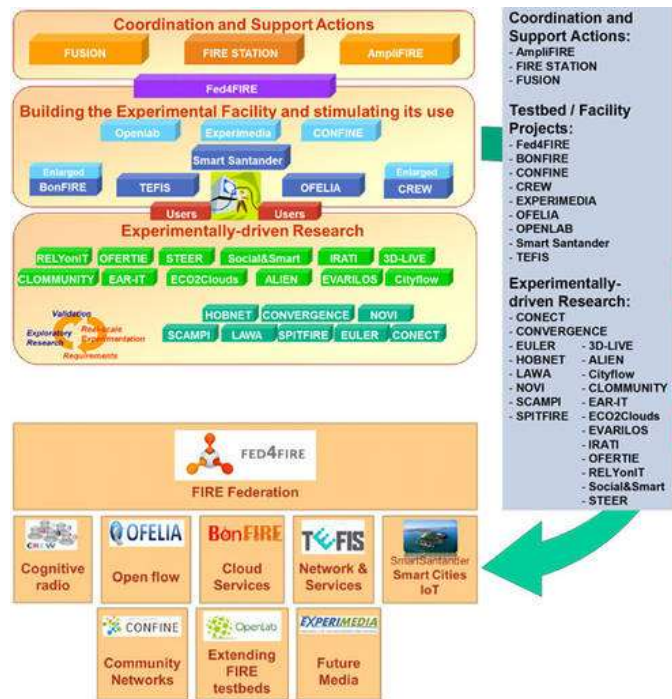 Coordination and Support Actions
FUSION
FIRE STATION
AmpliFIRE
Fed4FIRE
Building the Experimental Facility and stimulating its use
Openlab
Experimedia
CONFINE
Smart Santander
Enlarged
BonFIRE
TEFIS
OFELIA
Enlarged
CREW
Users
Users
Experimentally-driven Research
RELYonIT
OFERTIE
STEER
Social&Smart
IRATI
3D-LIVE
CLOMMUNITY
EAR-IT
ECO2Clouds
ALIEN
EVARILOS
Cityflow
HOBNET
CONVERGENCE
NOVI
SCAMPI
LAWA
SPITFIRE
EULER
CONECT
Validation
Exploratory
Research
Real-scale
Experimentation
Requirements
Coordination and
Support Actions:
- AmpliFIRE
- FIRE STATION
- FUSION
Testbed / Facility
Projects:
- Fed4FIRE
- BONFIRE
- CONFINE
- CREW
- EXPERIMEDIA
- OFELIA
- OPENLAB
- Smart Santander
- TEFIS
Experimentally-
driven Research:
- CONECT
- CONVERGENCE
- EULER
- HOBNET
- LAWA
- NOVI
- SCAMPI
- SPITFIRE
- 3D-LIVE
- ALIEN
- Cityflow
- CLOMMUNITY
- EAR-IT
- ECO2Clouds
- EVARILOS
- IRATI
- OFERTIE
- RELYonIT
- Social&Smart
- STEER
FED4FIRE
FIRE Federation
CREW
Cognitive
radio
OFELIA
Open flow
BonFIRE
Cloud
Services
TEFIS
Network &
Services
SmartSantander
Smart Cities
IoT
CONFINE
Community
Networks
OpenLab
Extending
FIRE
testbeds
EXPERIMEDIA
Future
Media